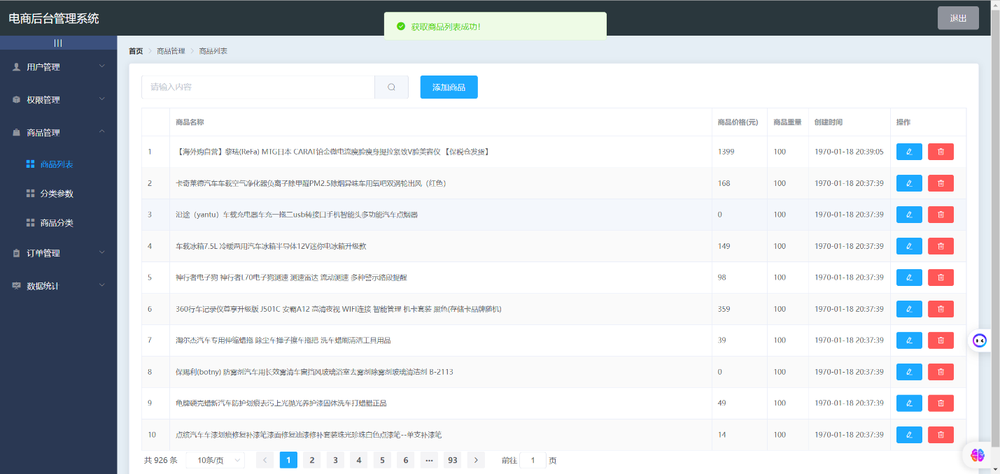 电商后台管理系统
获取商品列表成功!
退出
|||
首页 > 商品管理 > 商品列表
用户管理
权限管理
商品管理
商品列表
分类参数
商品分类
订单管理
数据统计
请输入内容
添加商品
商品名称 商品价格(元) 商品重量 创建时间 操作
1 【海外购自营】黎珐(ReFa) MTG日本 CARAT铂金微电流瘦脸瘦身提拉紧致V脸美容仪 【保税仓发货】 1399 100 1970-01-18 20:39:05
2 卡奇莱德汽车车载空气净化器负离子除甲醛PM2.5除烟异味车用氧吧双涡轮出风（红色） 168 100 1970-01-18 20:37:39
3 沿途（yantu）车载充电器车充一拖二usb转接口手机智能头多功能汽车点烟器 0 100 1970-01-18 20:37:39
4 车载冰箱7.5L 冷暖两用汽车冰箱半导体12V迷你电冰箱升级款 149 100 1970-01-18 20:37:39
5 神行者电子狗 神行者L70电子狗测速 测速雷达 流动测速 多种警示路段提醒 98 100 1970-01-18 20:37:39
6 360行车记录仪尊享升级版 J501C 安霸A12 高清夜视 WIFI连接 智能管理 机卡套装 黑色(存储卡品牌随机) 359 100 1970-01-18 20:37:39
7 淘尔杰汽车专用伸缩蜡拖 除尘车掸子擦车拖把 洗车蜡刷清洁工具用品 39 100 1970-01-18 20:37:39
8 保赐利(botny) 防雾剂汽车用长效雾清车窗挡风玻璃浴室去雾剂除雾剂玻璃清洁剂 B-2113 0 100 1970-01-18 20:37:39
9 龟牌硬壳蜡新汽车防护划痕去污上光抛光养护漆固体洗车打蜡腊正品 49 100 1970-01-18 20:37:39
10 点缤汽车车漆划痕修复补漆笔漆面修复油漆修补套装珠光珍珠白色点漆笔--单支补漆笔 14 100 1970-01-18 20:37:39
共 926 条 10条/页 < 1 2 3 4 5 6 ··· 93 > 前往 1 页